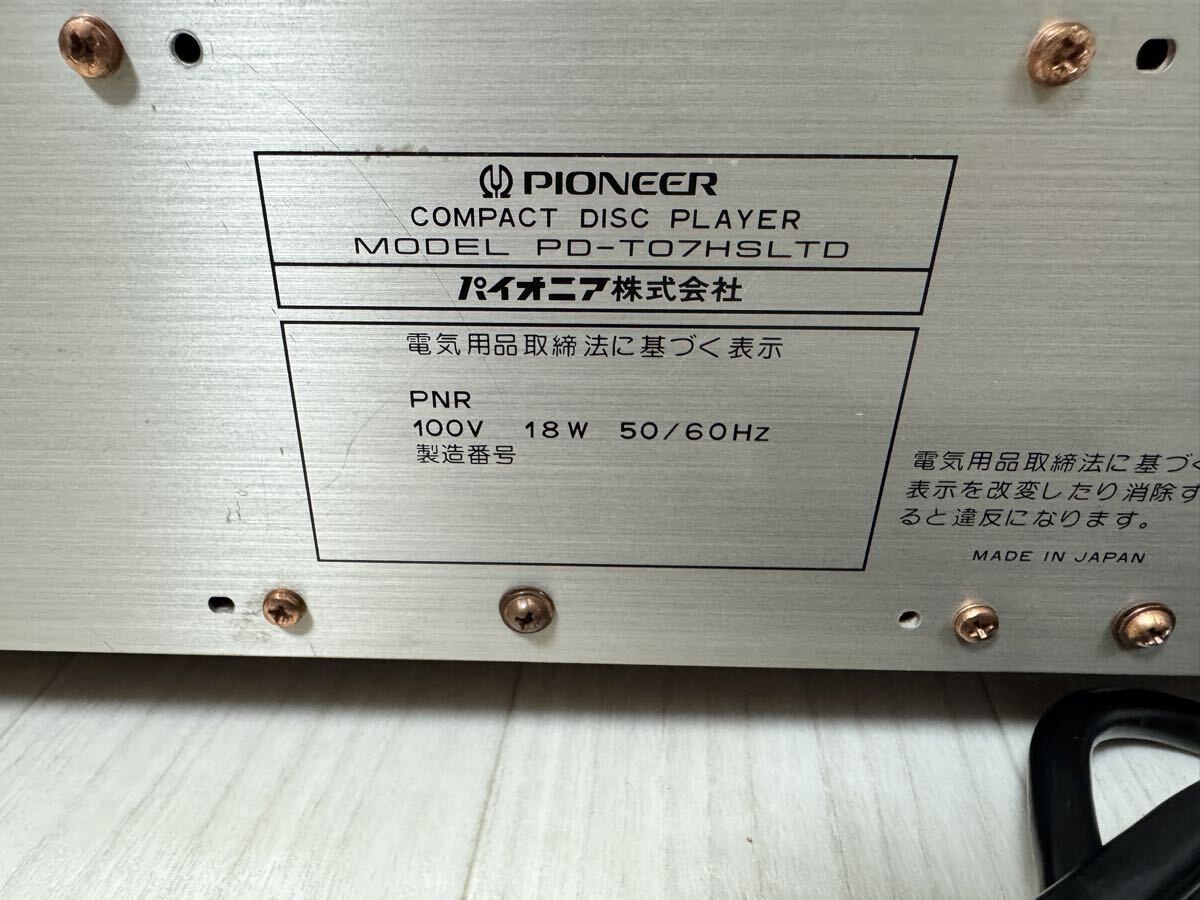 PIONEER
COMPACT DISC PLAYER
MODEL PD-T07HSLTD
パイオニア株式会社
電気用品取締法に基づく表示
PNR
100V 18W 50/60Hz
製造番号
電気用品取締法に基づく
表示を改変したり消除す
ると違反になります。
MADE IN JAPAN